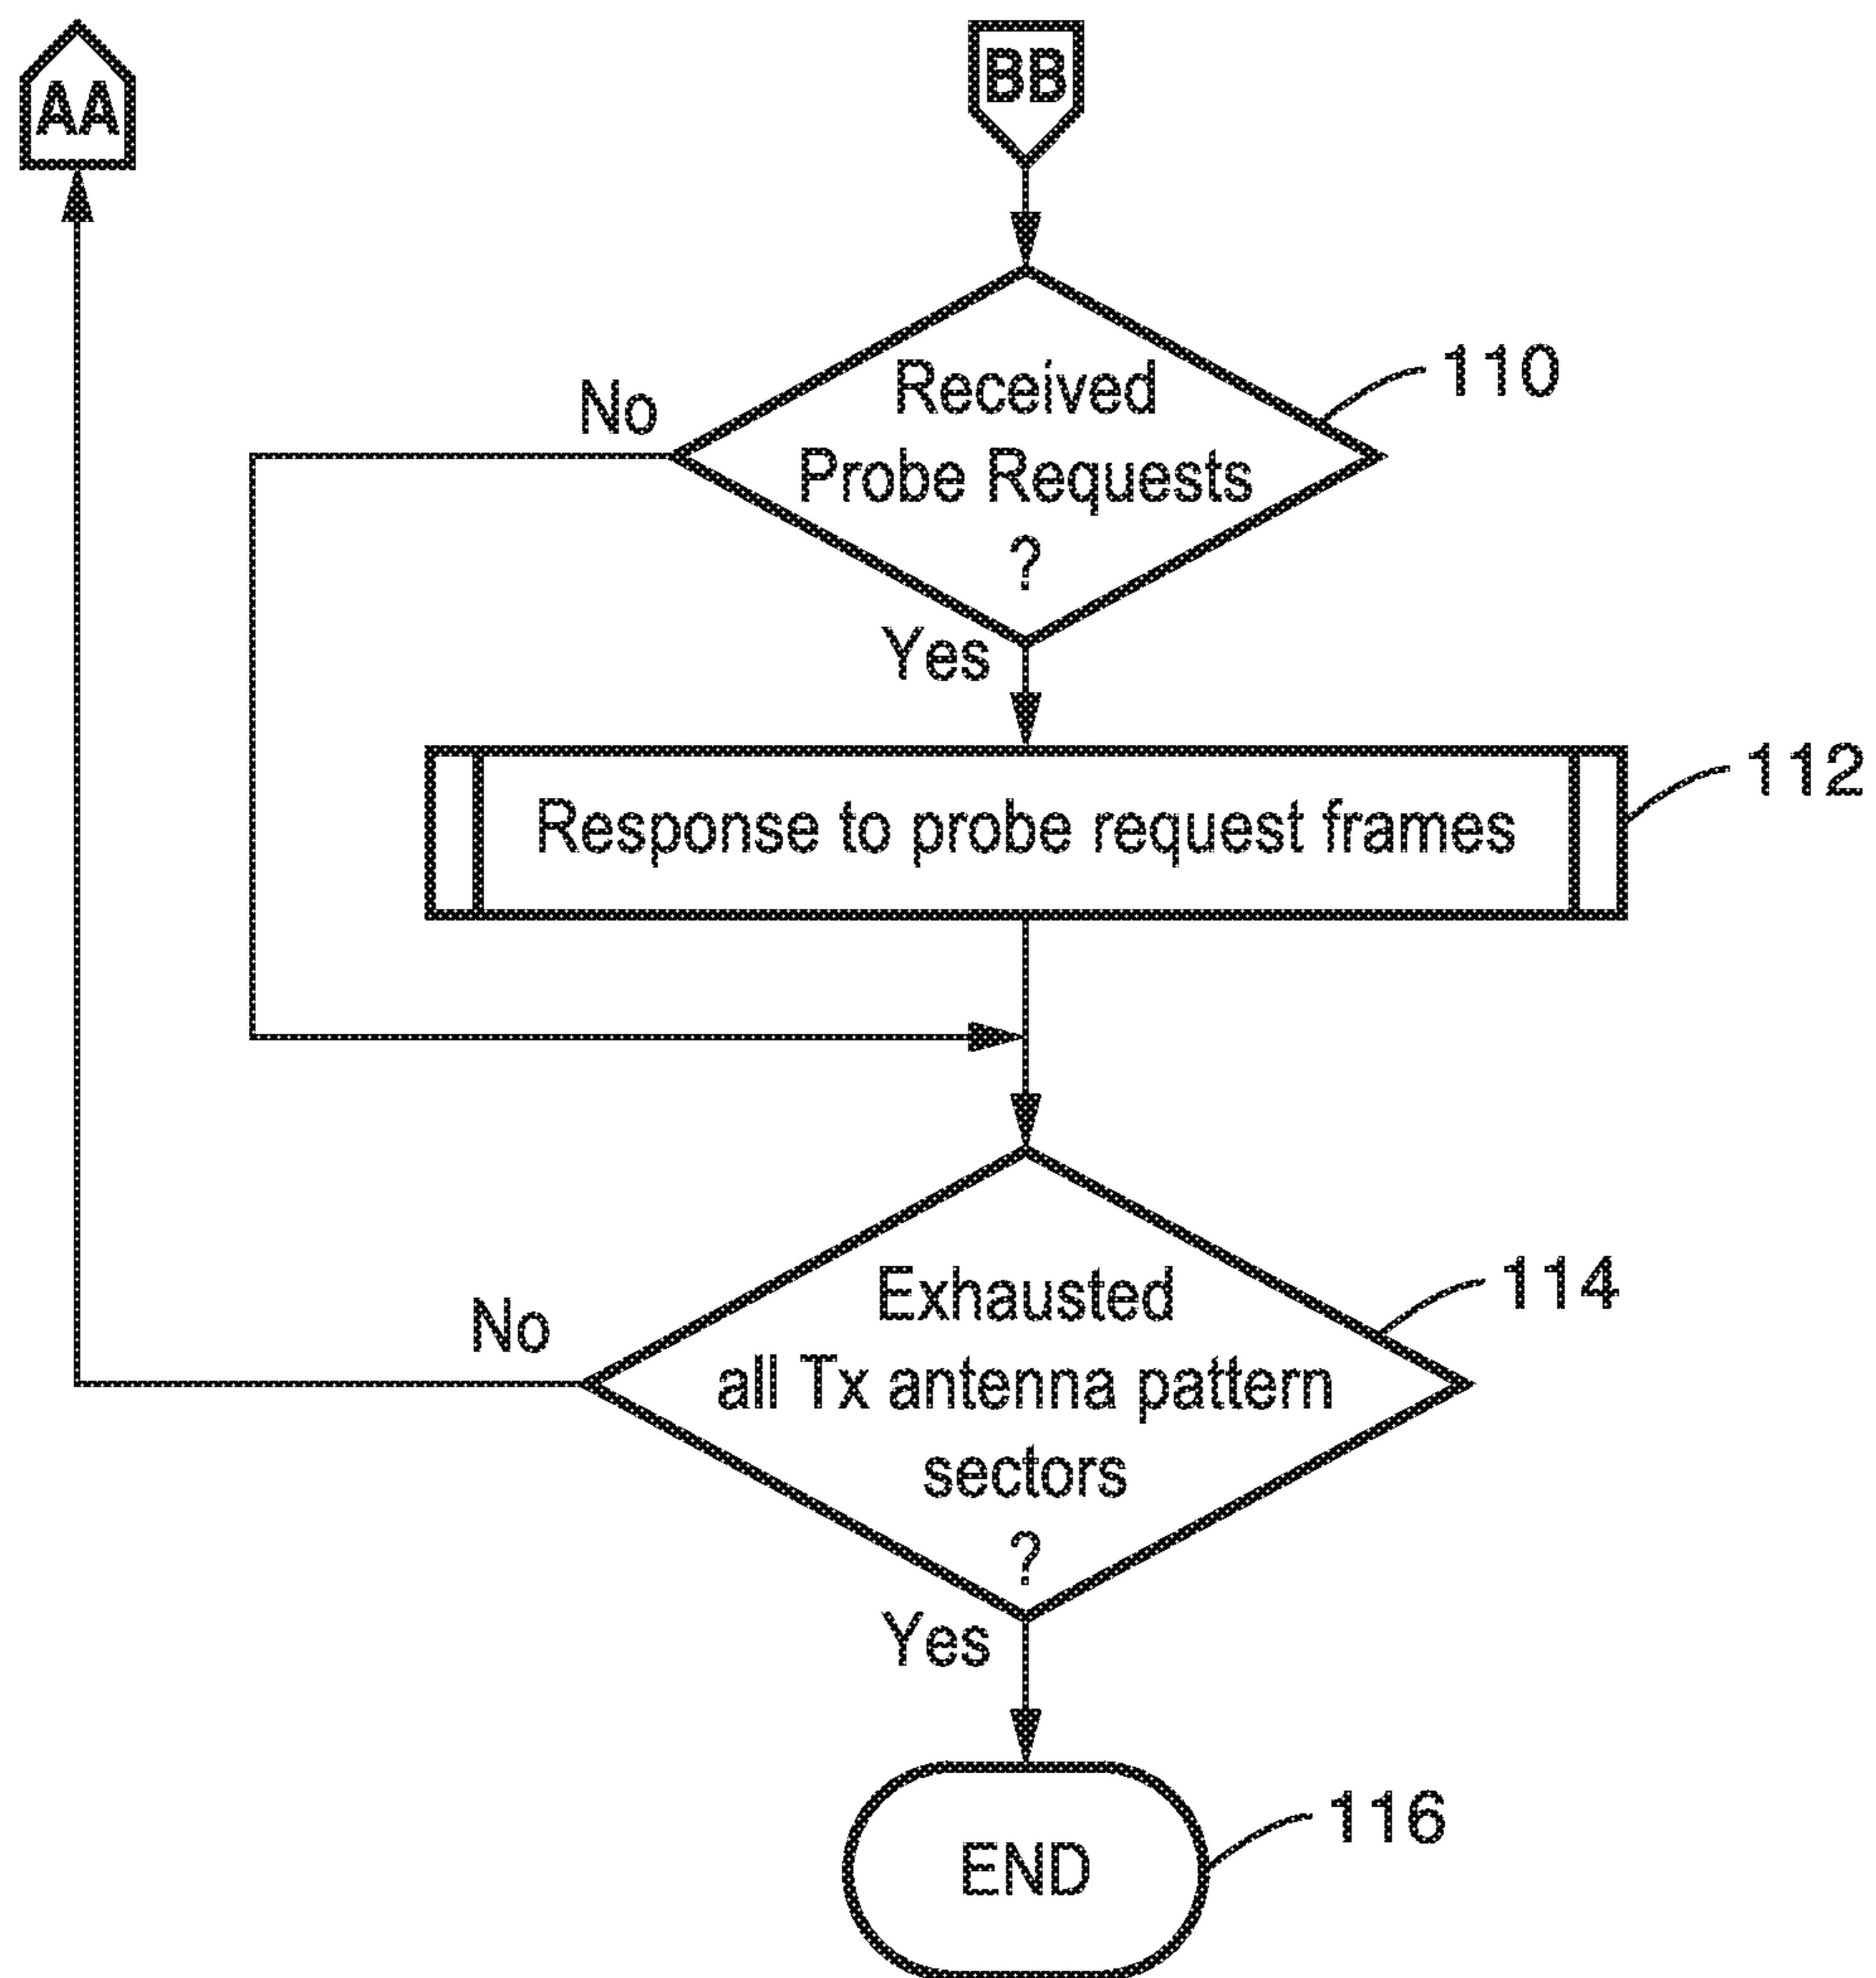 AA
BB
No
Received
Probe Requests
?
110
Yes
Response to probe request frames
112
No
Exhausted
all Tx antenna pattern
sectors
?
114
Yes
END
116